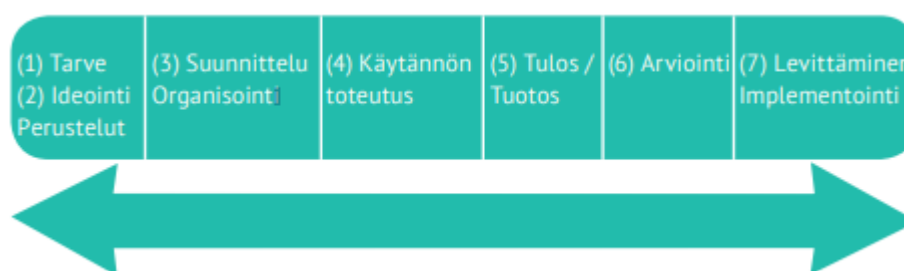 (1) Tarve
(2) Ideointi
Perustelut
(3) Suunnittelu
Organisointi
(4) Käytännön
toteutus
(5) Tulos /
Tuotos
(6) Arviointi
(7) Levittäminen
Implementointi